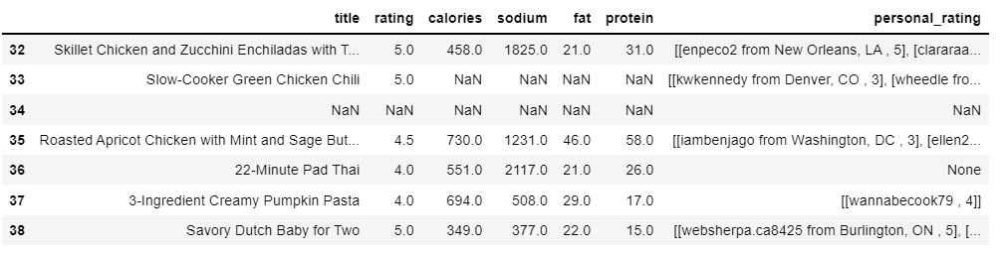 title rating calories sodium fat protein personal_rating
32 Skillet Chicken and Zucchini Enchiladas with T... 5.0 458.0 1825.0 21.0 31.0 [[enpeco2 from New Orleans, LA , 5], [clararaa...
33 Slow-Cooker Green Chicken Chili 5.0 NaN NaN NaN NaN [[kwkennedy from Denver, CO , 3], [wheedle fro...
34 NaN NaN NaN NaN NaN NaN NaN
35 Roasted Apricot Chicken with Mint and Sage But... 4.5 730.0 1231.0 46.0 58.0 [[iambenjago from Washington, DC , 3], [ellen2...
36 22-Minute Pad Thai 4.0 551.0 2117.0 21.0 26.0 None
37 3-Ingredient Creamy Pumpkin Pasta 4.0 694.0 508.0 29.0 17.0 [[wannabecook79 , 4]]
38 Savory Dutch Baby for Two 5.0 349.0 377.0 22.0 15.0 [[websherpa.ca8425 from Burlington, ON , 5], [...